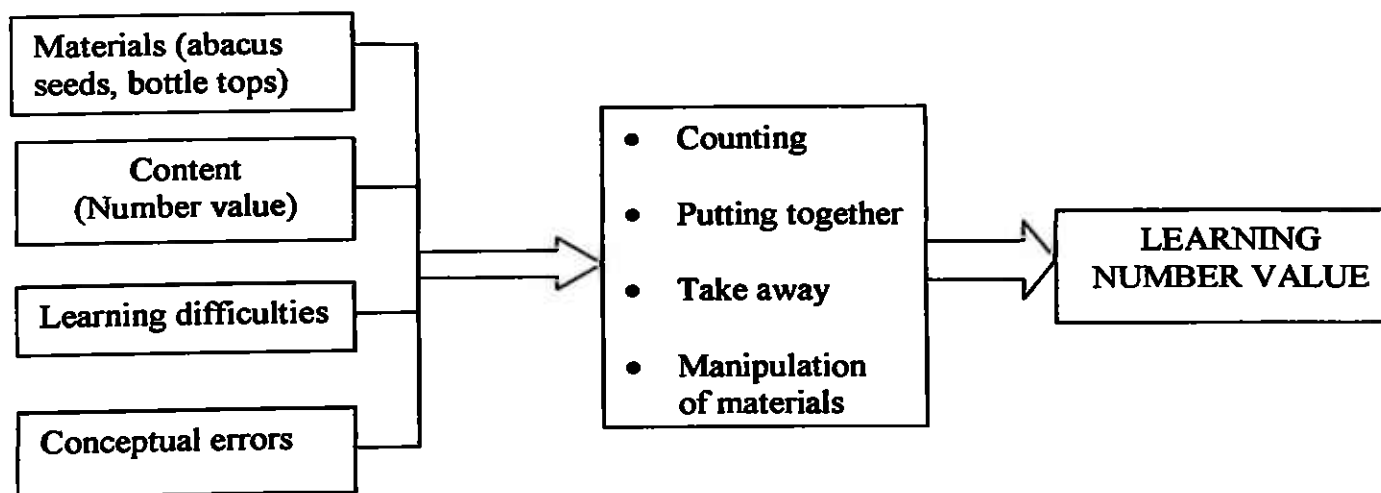 Materials (abacus
seeds, bottle tops)
Content
(Number value)
Learning difficulties
Conceptual errors
• Counting
• Putting together
• Take away
• Manipulation
of materials
LEARNING
NUMBER VALUE